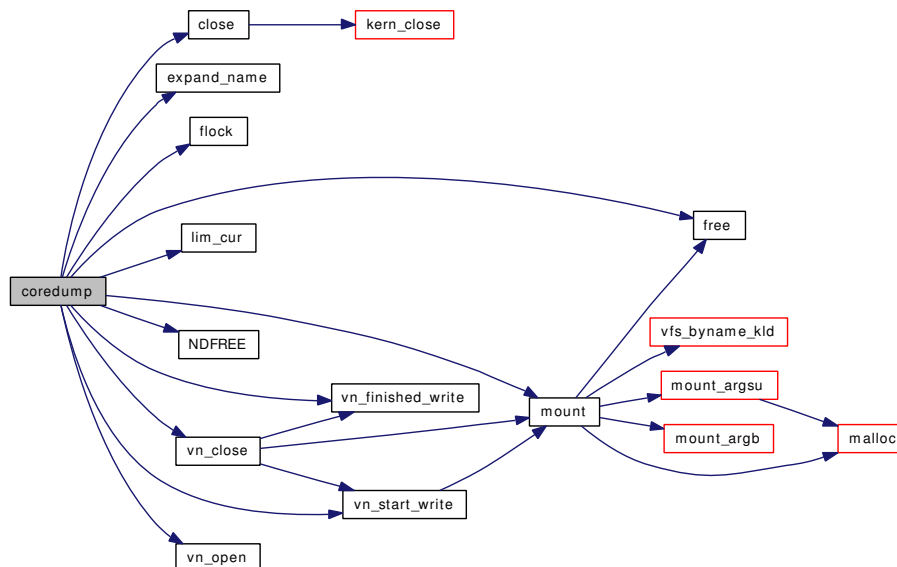 close
kern_close
expand_name
flock
free
lim_cur
coredump
NDFREE
vfs_byname_kld
mount_argsu
vn_finished_write
mount
mount_argb
malloc
vn_close
vn_start_write
vn_open